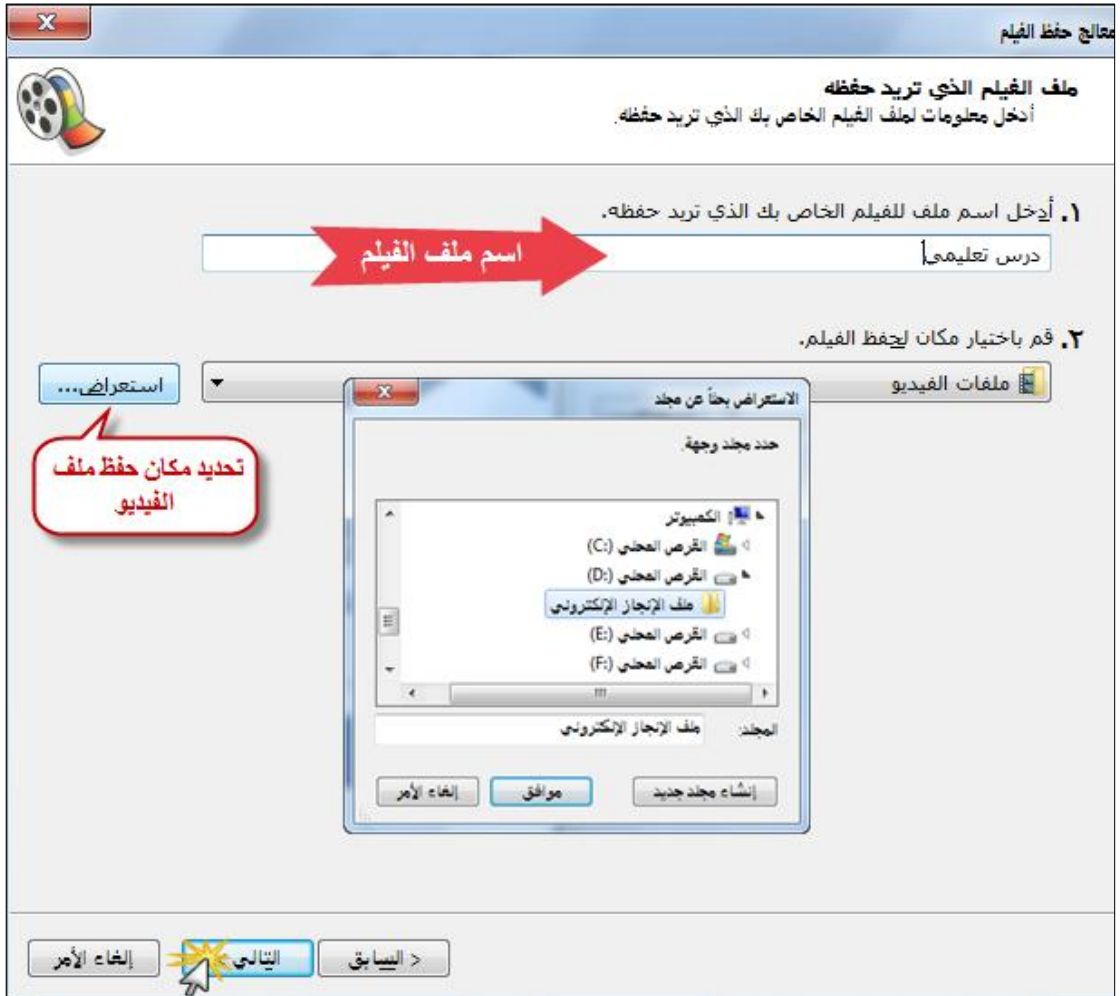 معالج حفظ الفيلم
ملف الفيلم الذي تريد حفظه
أدخل معلومات لملف الفيلم الخاص بك الذي تريد حفظه.
١. أدخل اسم ملف للفيلم الخاص بك الذي تريد حفظه.
درس تعليمي
اسم ملف الفيلم
٢. قم باختيار مكان لحفظ الفيلم.
ملفات الفيديو
استعراض...
تحديد مكان حفظ ملف
الفيديو
الاستعراض بحثاً عن مجلد
حدد مجلد وجهة.
الكمبيوتر
القرص المحلي (C:)
القرص المحلي (D:)
ملف الإنجاز الإلكتروني
القرص المحلي (E:)
القرص المحلي (F:)
المجلد: ملف الإنجاز الإلكتروني
إنشاء مجلد جديد
موافق
إلغاء الأمر
< السابق
التالي >
إلغاء الأمر